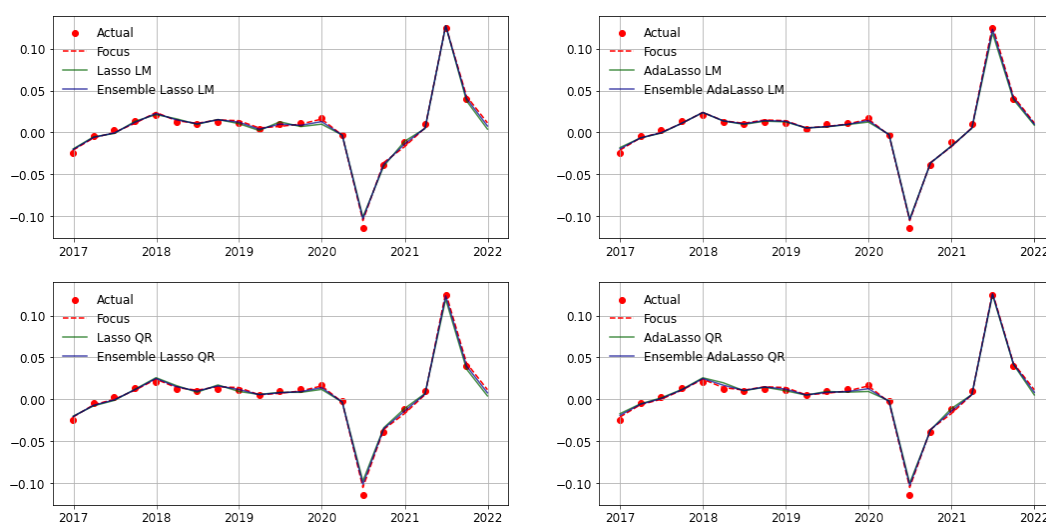 Actual
Focus
Lasso LM
Ensemble Lasso LM
0.10
0.05
0.00
−0.05
−0.10
2017 2018 2019 2020 2021 2022
Actual
Focus
AdaLasso LM
Ensemble AdaLasso LM
0.10
0.05
0.00
−0.05
−0.10
2017 2018 2019 2020 2021 2022
Actual
Focus
Lasso QR
Ensemble Lasso QR
0.10
0.05
0.00
−0.05
−0.10
2017 2018 2019 2020 2021 2022
Actual
Focus
AdaLasso QR
Ensemble AdaLasso QR
0.10
0.05
0.00
−0.05
−0.10
2017 2018 2019 2020 2021 2022